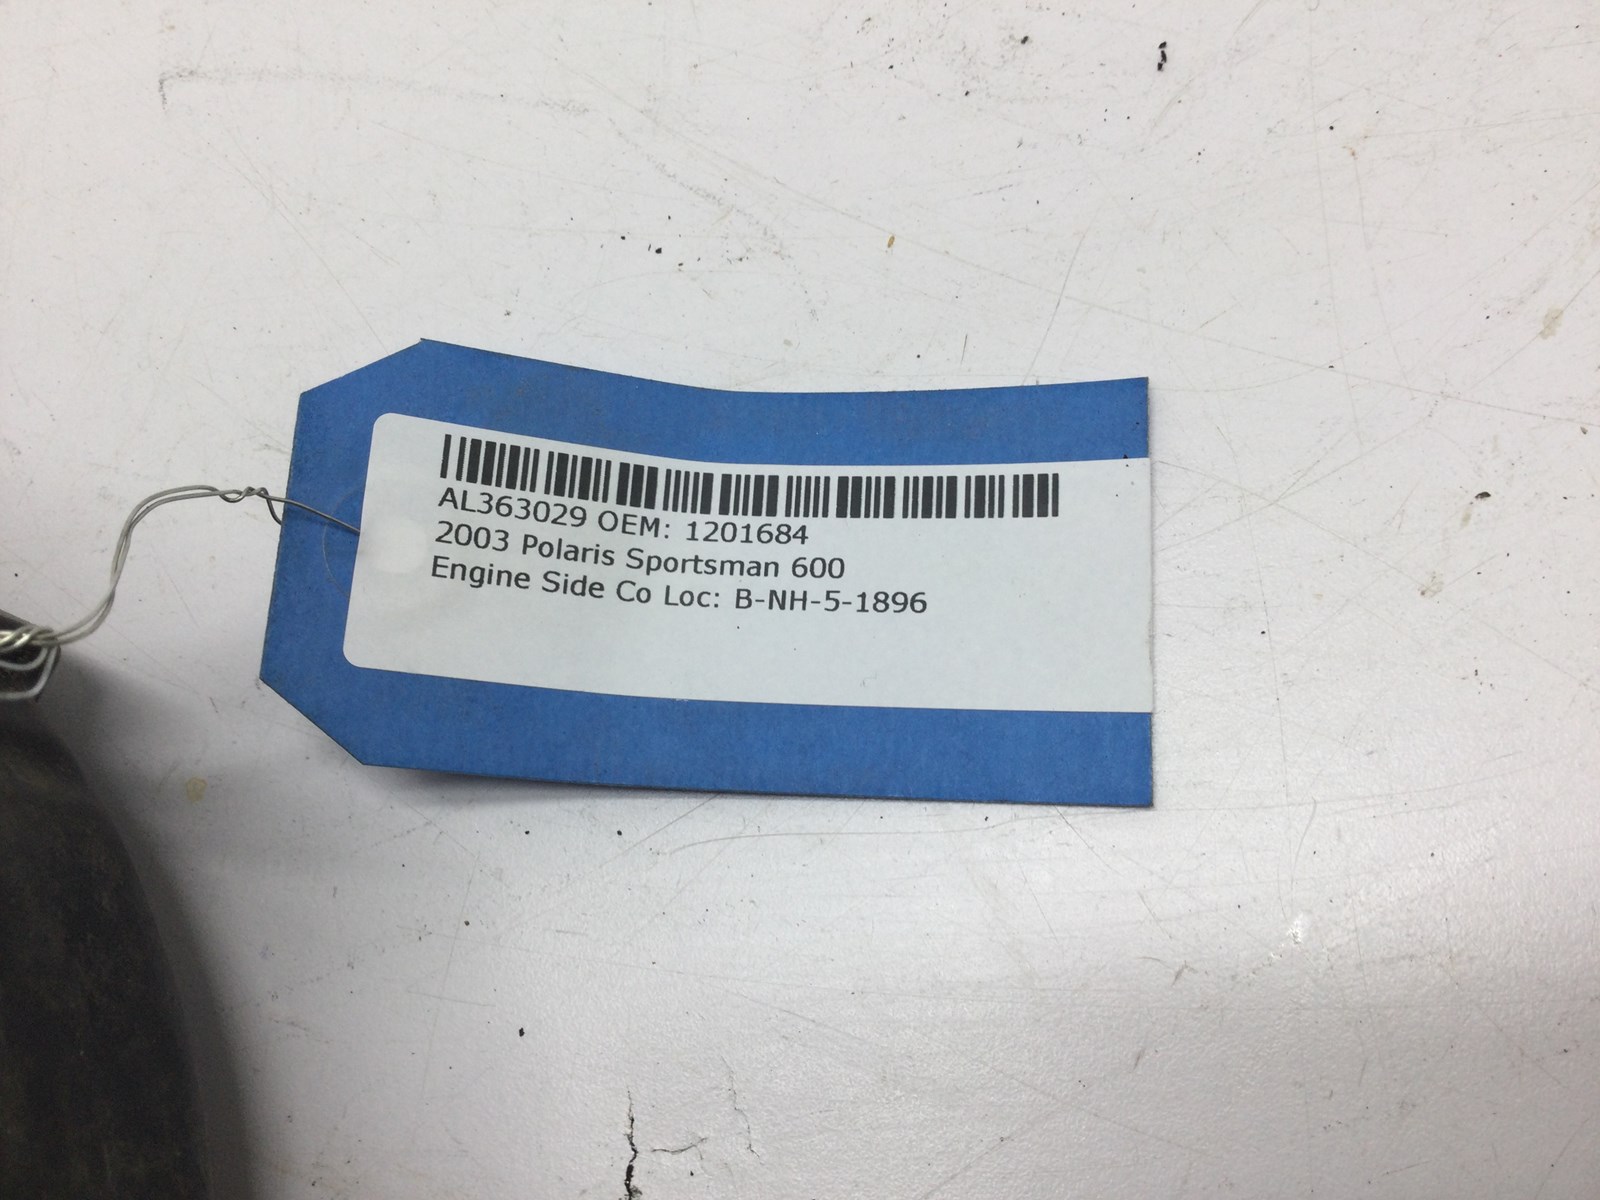 AL363029 OEM: 1201684
2003 Polaris Sportsman 600
Engine Side Co Loc: B-NH-5-1896